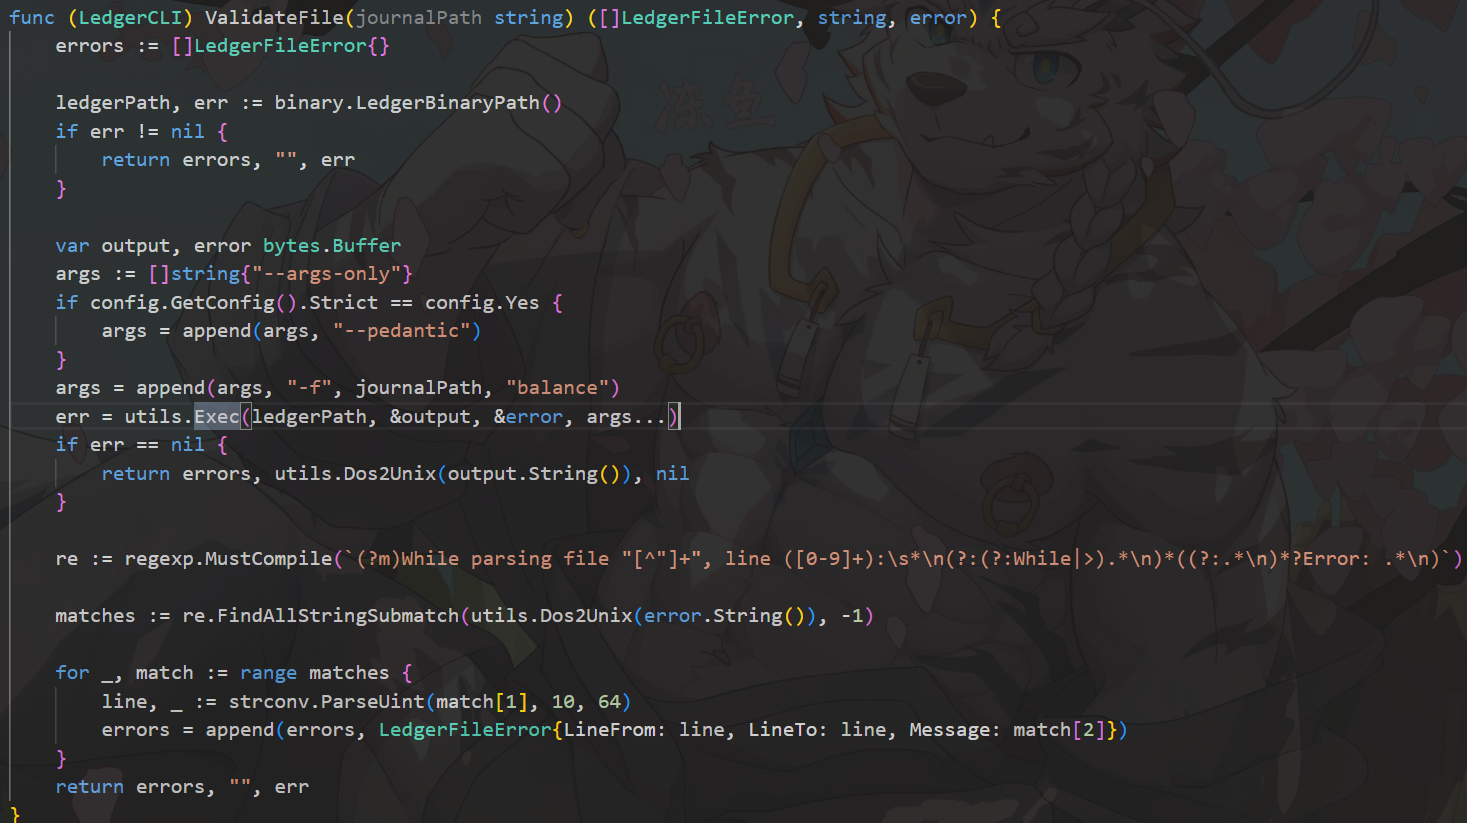 func (LedgerCLI) ValidateFile(journalPath string) ([]LedgerFileError, string, error) {
    errors := []LedgerFileError{}

    ledgerPath, err := binary.LedgerBinaryPath()
    if err != nil {
        return errors, "", err
    }

    var output, error bytes.Buffer
    args := []string{"--args-only"}
    if config.GetConfig().Strict == config.Yes {
        args = append(args, "--pedantic")
    }
    args = append(args, "-f", journalPath, "balance")
    err = utils.Exec(ledgerPath, &output, &error, args...)
    if err == nil {
        return errors, utils.Dos2Unix(output.String()), nil
    }

    re := regexp.MustCompile(`(?m)While parsing file "[^"]+", line ([0-9]+):\s*\n(?:(?:While|>).*\n)*((?:.*\n)*?Error: .*\n)`)

    matches := re.FindAllStringSubmatch(utils.Dos2Unix(error.String()), -1)

    for _, match := range matches {
        line, _ := strconv.ParseUint(match[1], 10, 64)
        errors = append(errors, LedgerFileError{LineFrom: line, LineTo: line, Message: match[2]})
    }
    return errors, "", err
}
冻鱼